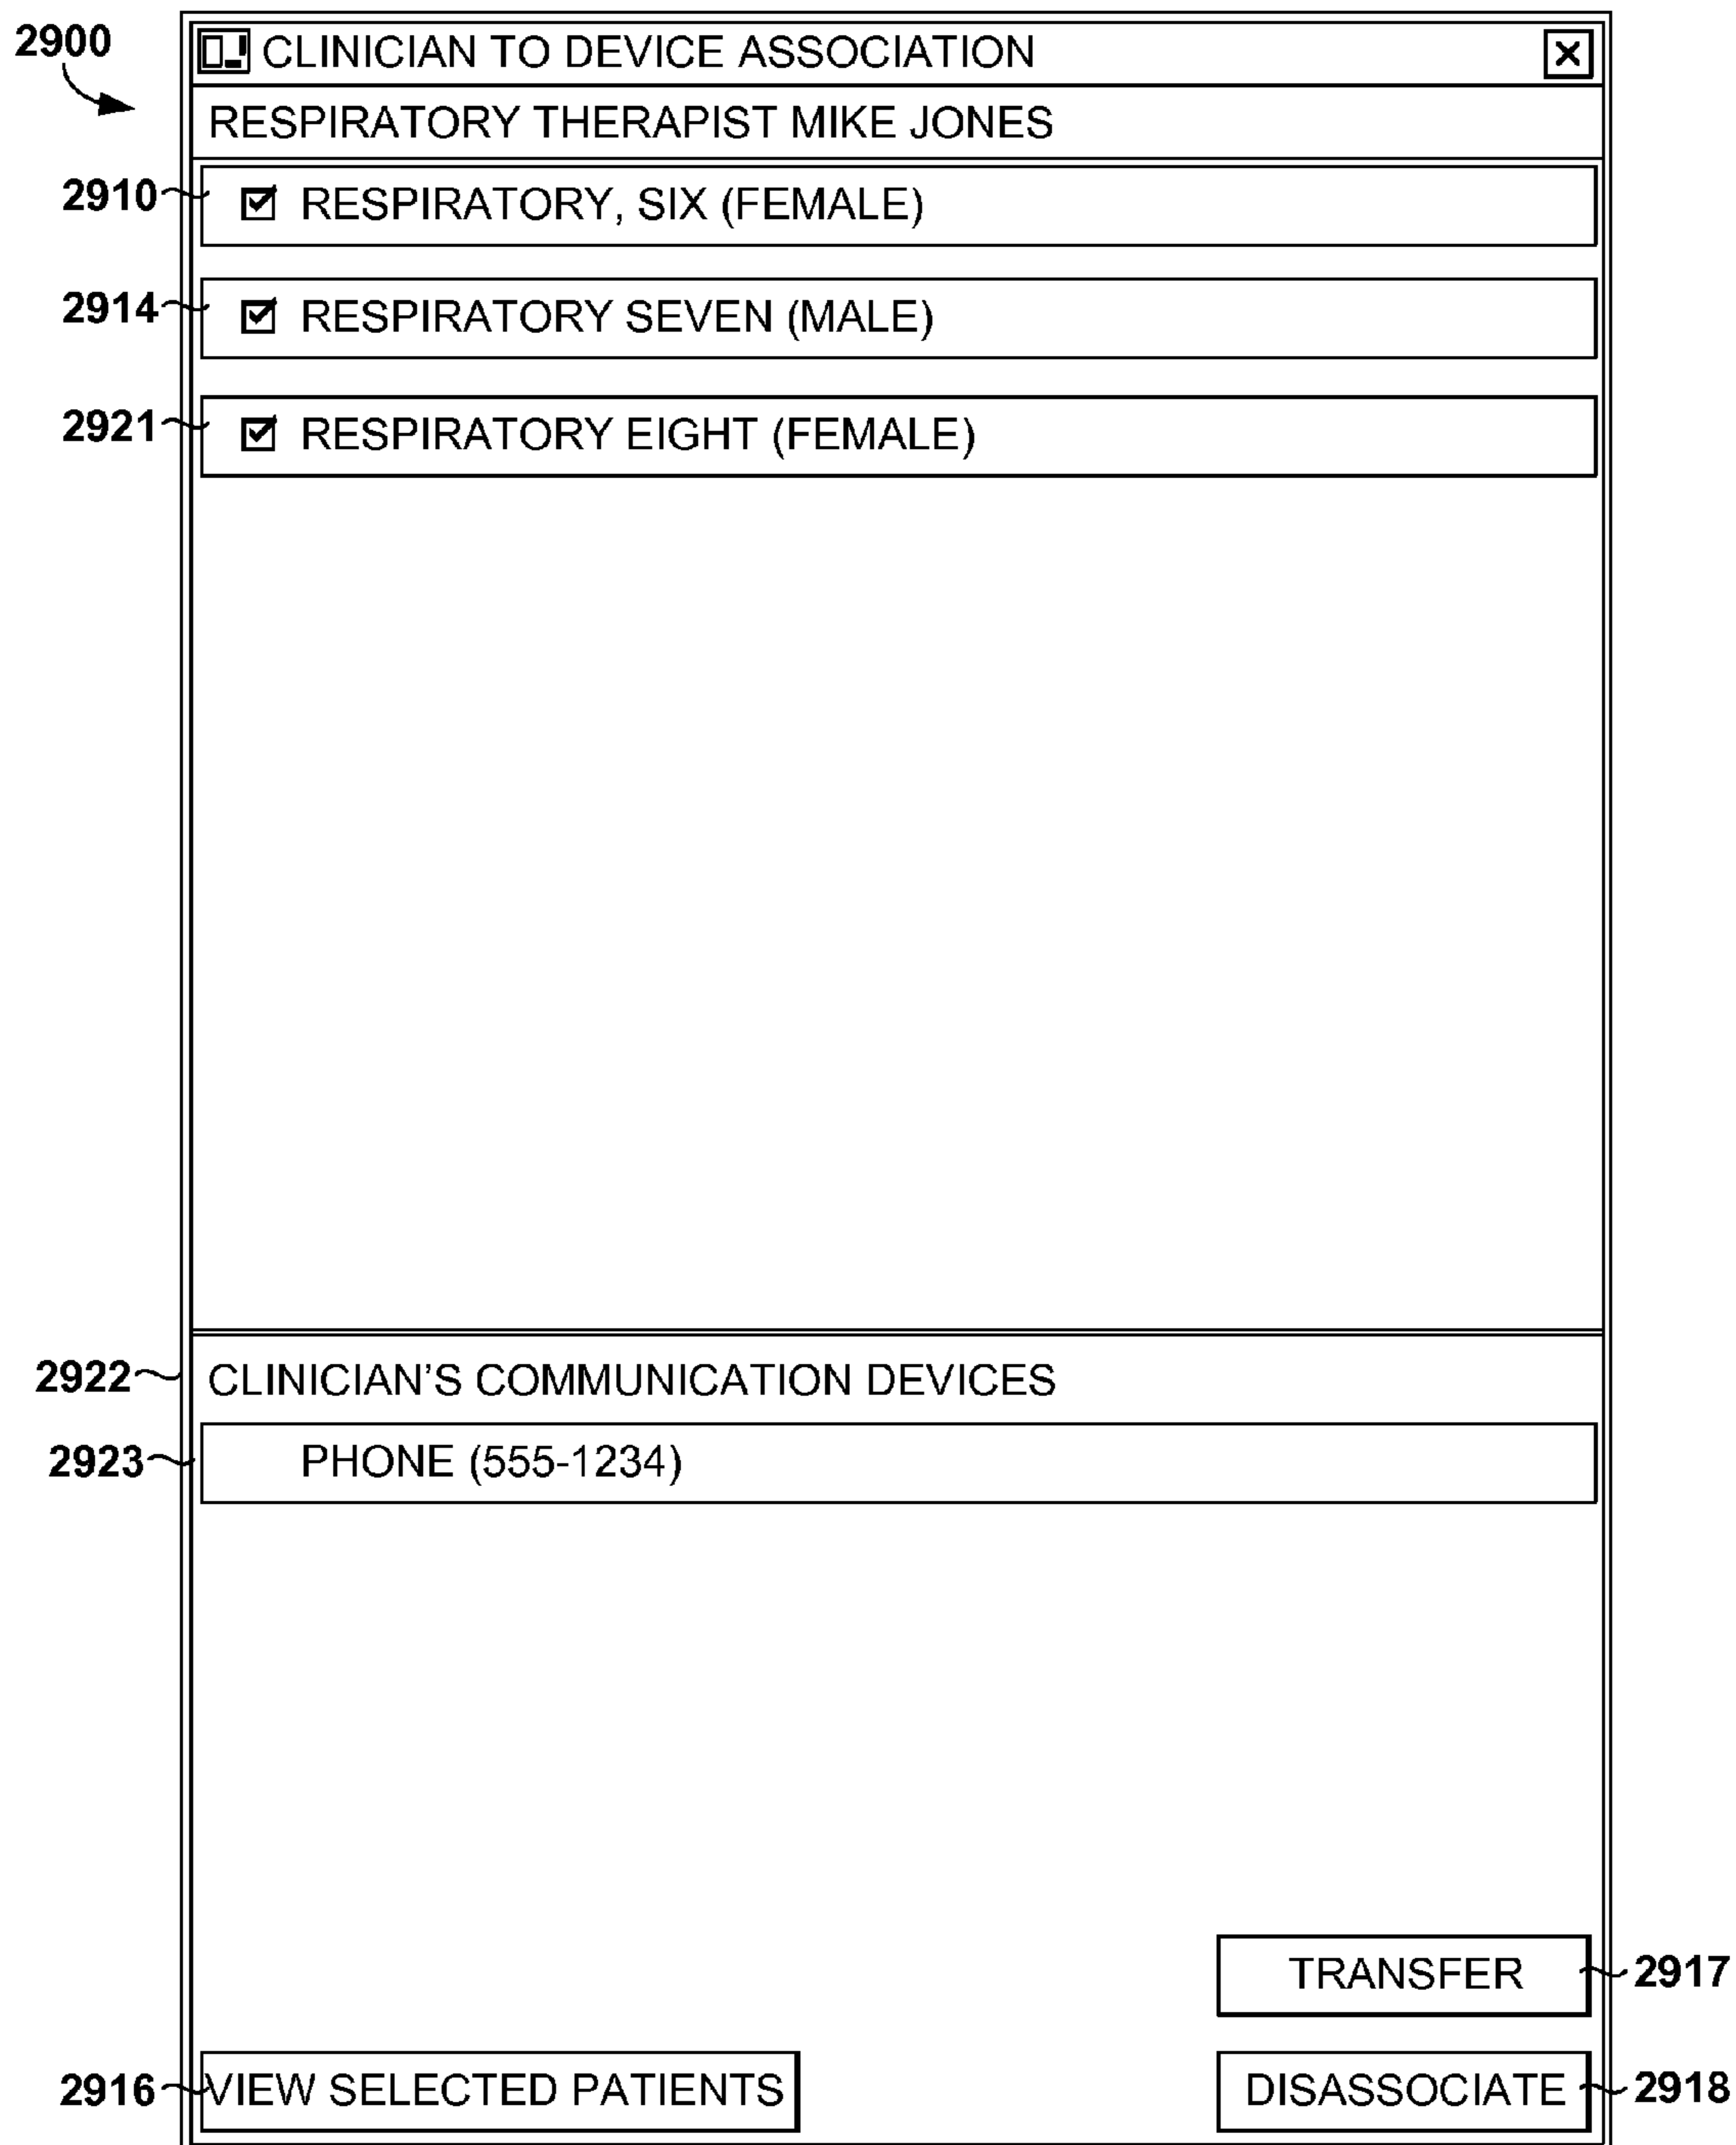 2900
CLINICIAN TO DEVICE ASSOCIATION
RESPIRATORY THERAPIST MIKE JONES
2910 RESPIRATORY, SIX (FEMALE)
2914 RESPIRATORY SEVEN (MALE)
2921 RESPIRATORY EIGHT (FEMALE)
2922 CLINICIAN'S COMMUNICATION DEVICES
2923 PHONE (555-1234)
TRANSFER 2917
2916 VIEW SELECTED PATIENTS DISASSOCIATE 2918